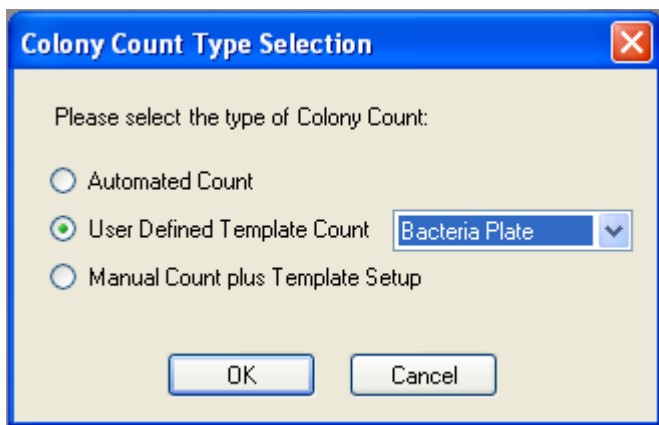 Colony Count Type Selection
Please select the type of Colony Count:
Automated Count
User Defined Template Count Bacteria Plate
Manual Count plus Template Setup
OK Cancel